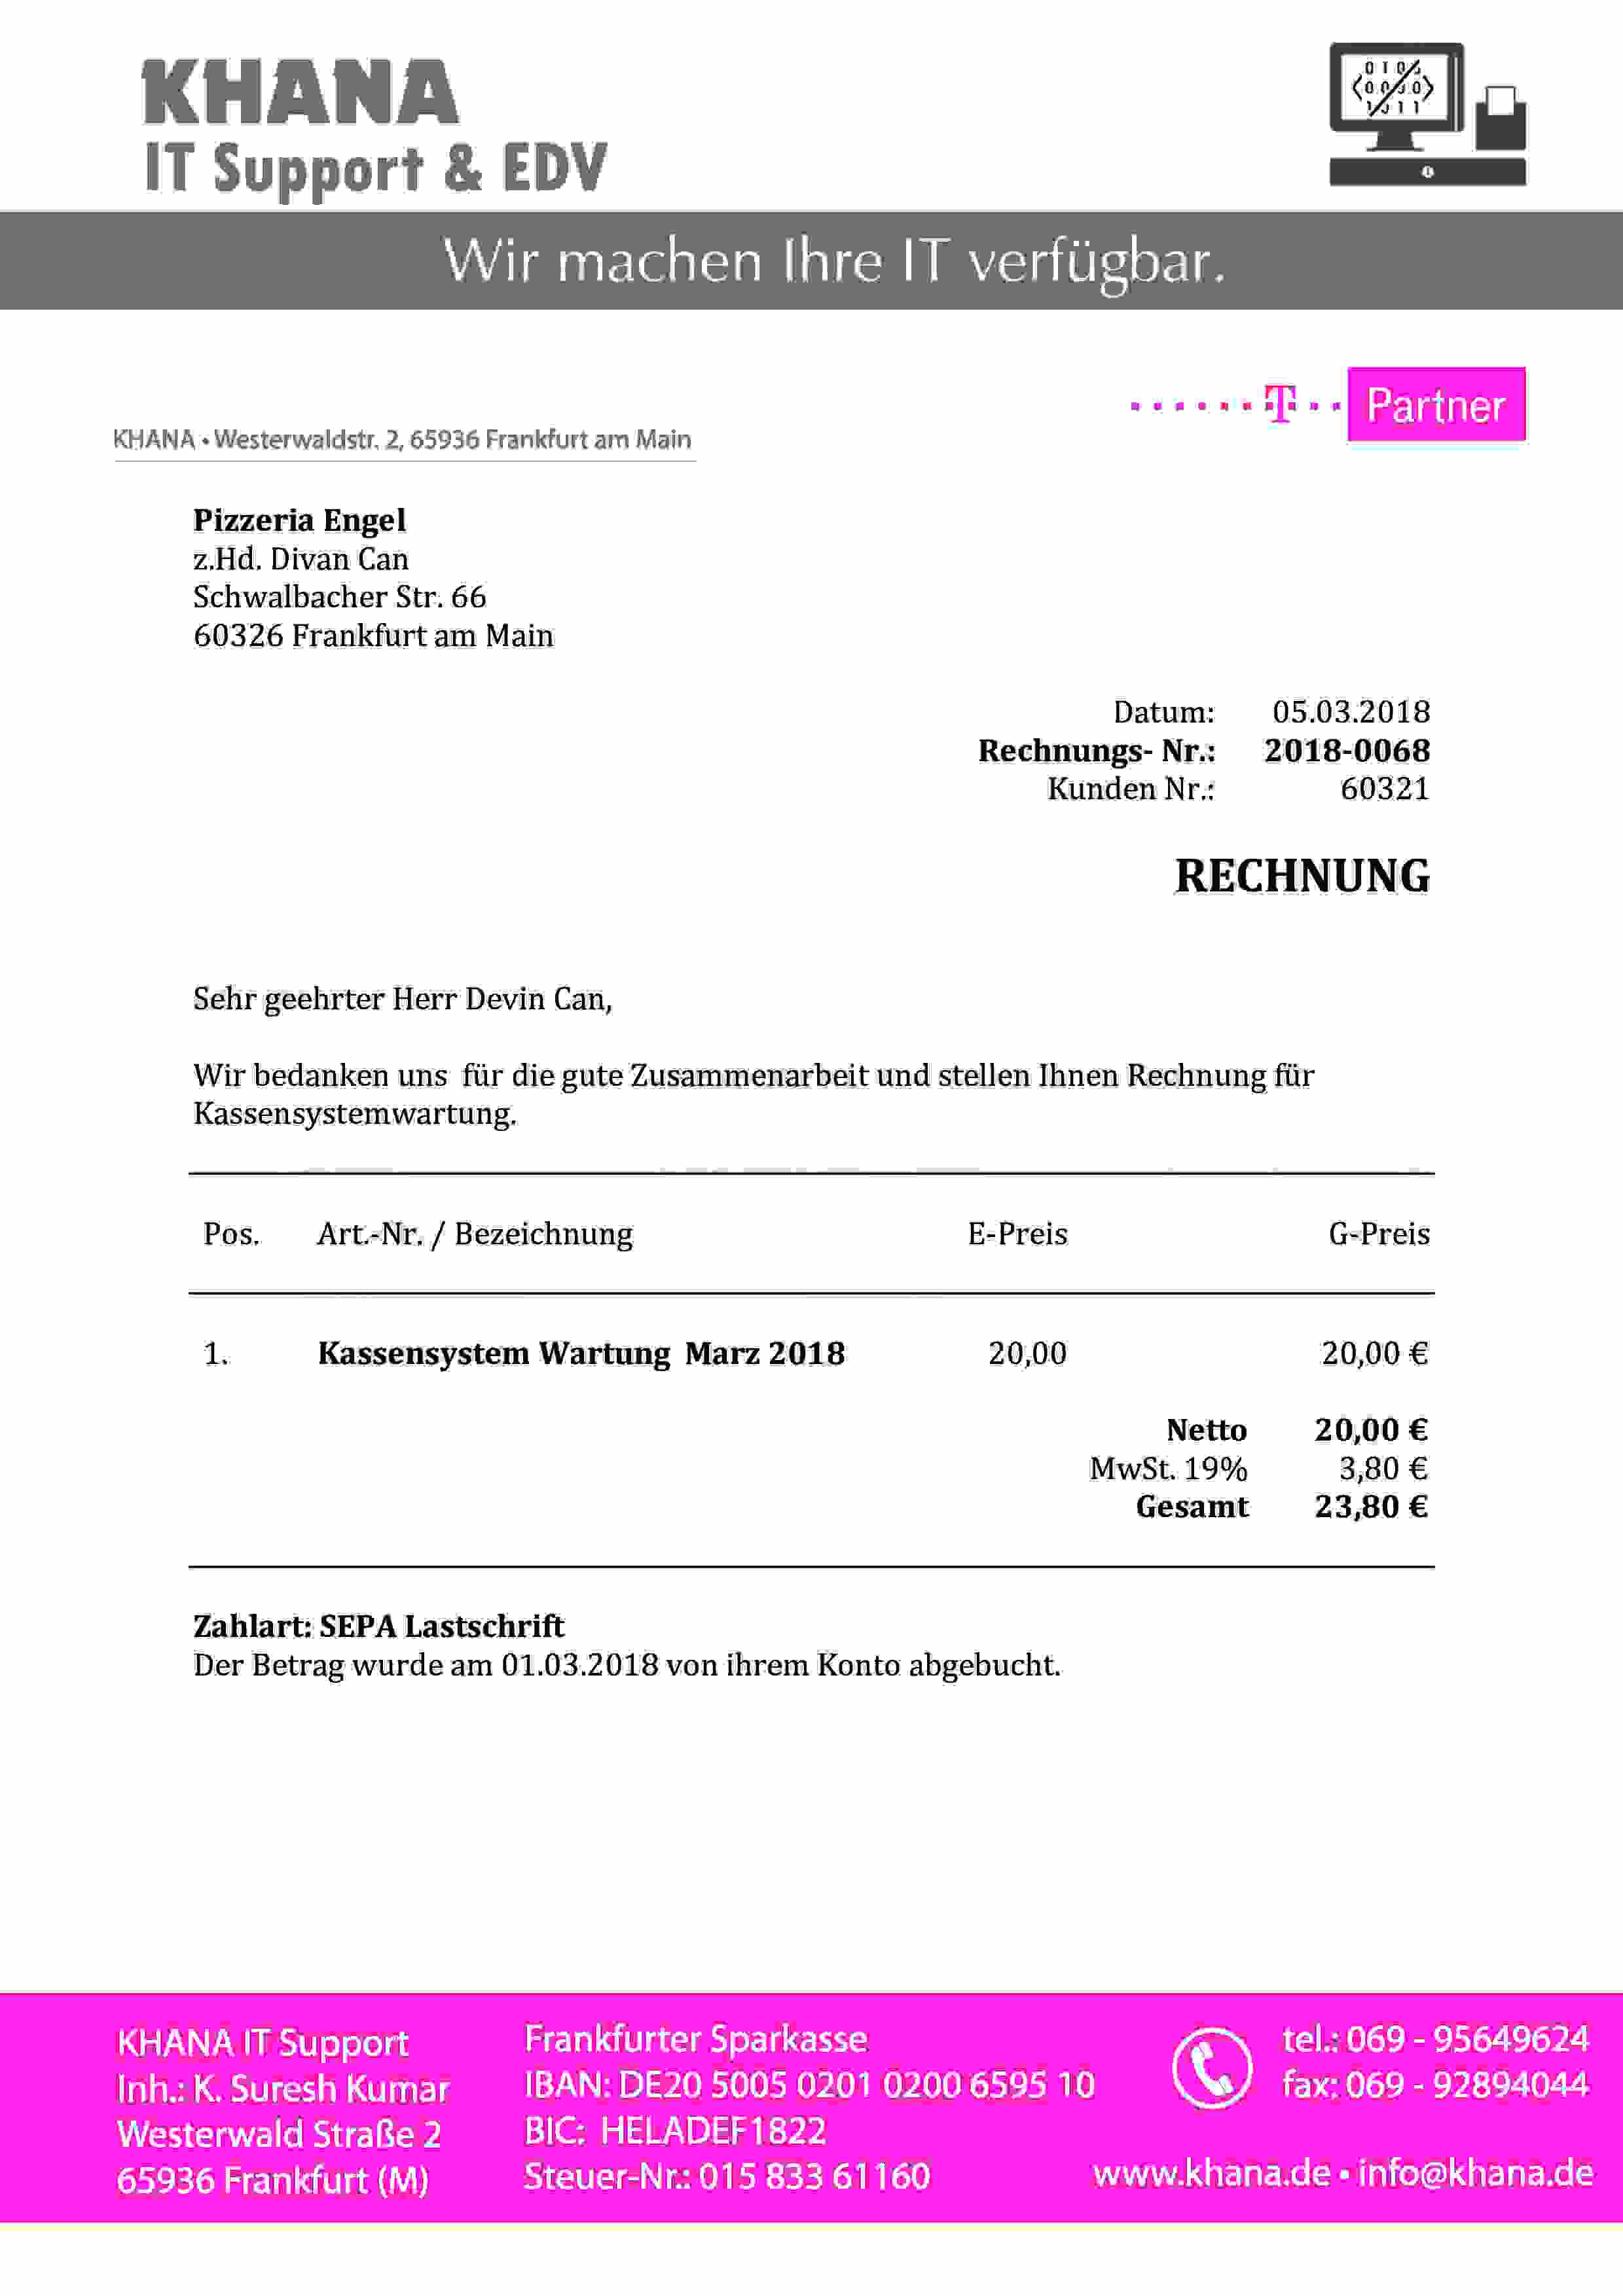 KHANA
IT Support & EDV
Wir machen Ihre IT verfügbar.
T Partner
KHANA • Westerwaldstr. 2, 65936 Frankfurt am Main
Pizzeria Engel
z.Hd. Divan Can
Schwalbacher Str. 66
60326 Frankfurt am Main
Datum: 05.03.2018
Rechnungs- Nr.: 2018-0068
Kunden Nr.: 60321
RECHNUNG
Sehr geehrter Herr Devin Can,
Wir bedanken uns für die gute Zusammenarbeit und stellen Ihnen Rechnung für
Kassensystemwartung.
Pos. Art.-Nr. / Bezeichnung E-Preis G-Preis
1. Kassensystem Wartung Marz 2018 20,00 20,00 €
Netto 20,00 €
MwSt. 19% 3,80 €
Gesamt 23,80 €
Zahlart: SEPA Lastschrift
Der Betrag wurde am 01.03.2018 von ihrem Konto abgebucht.
KHANA IT Support
Inh.: K. Suresh Kumar
Westerwald Straße 2
65936 Frankfurt (M)
Frankfurter Sparkasse
IBAN: DE20 5005 0201 0200 6595 10
BIC: HELADEF1822
Steuer-Nr.: 015 833 61160
tel.: 069 - 95649624
fax: 069 - 92894044
www.khana.de • info@khana.de